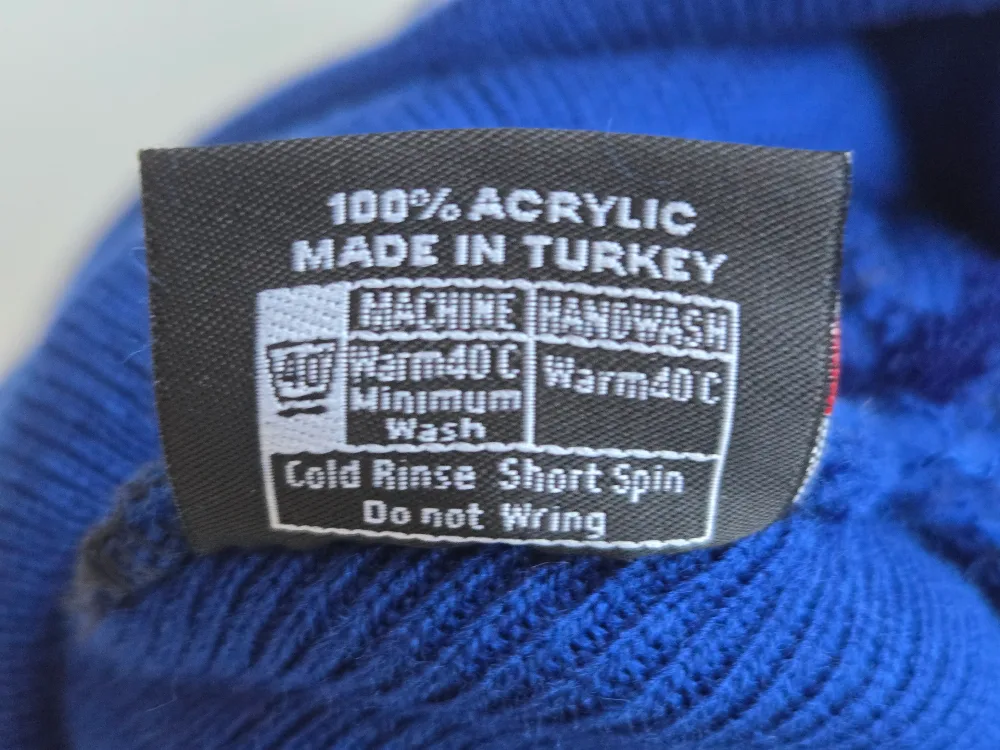 100% ACRYLIC
MADE IN TURKEY
MACHINE HANDWASH
40 Warm40 C Warm40 C
Minimum
Wash
Cold Rinse Short Spin
Do not Wring